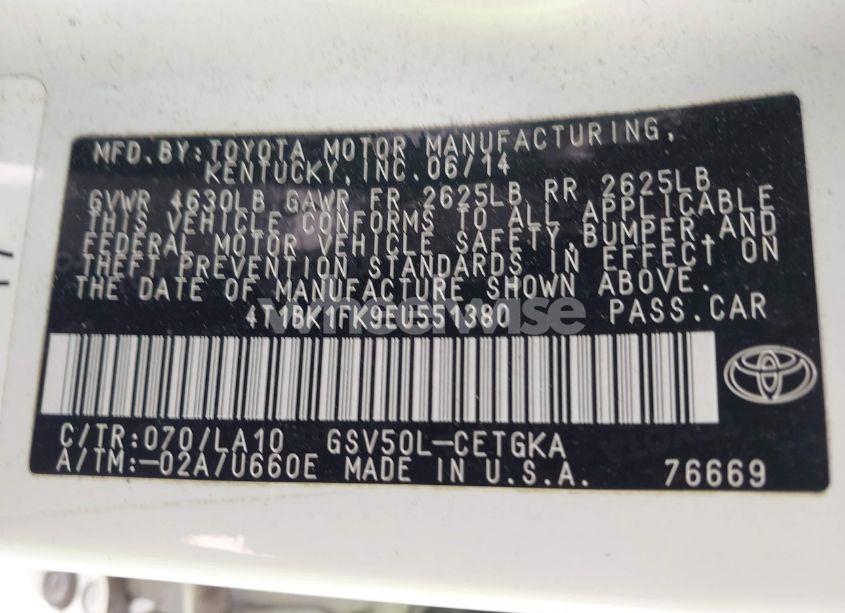 MFD.BY:TOYOTA MOTOR MANUFACTURING,
KENTUCKY,INC.06/14
GVWR 4630LB GAWR FR 2625LB RR 2625LB
THIS VEHICLE CONFORMS TO ALL APPLICABLE
FEDERAL MOTOR VEHICLE SAFETY,BUMPER,AND
THEFT PREVENTION STANDARDS IN EFFECT ON
THE DATE OF MANUFACTURE SHOWN ABOVE.
4T1BK1FK9EU551380 PASS.CAR
C/TR:070/LA10 GSV50L-CETGKA
A/TM:-02A/U660E MADE IN U.S.A. 76669